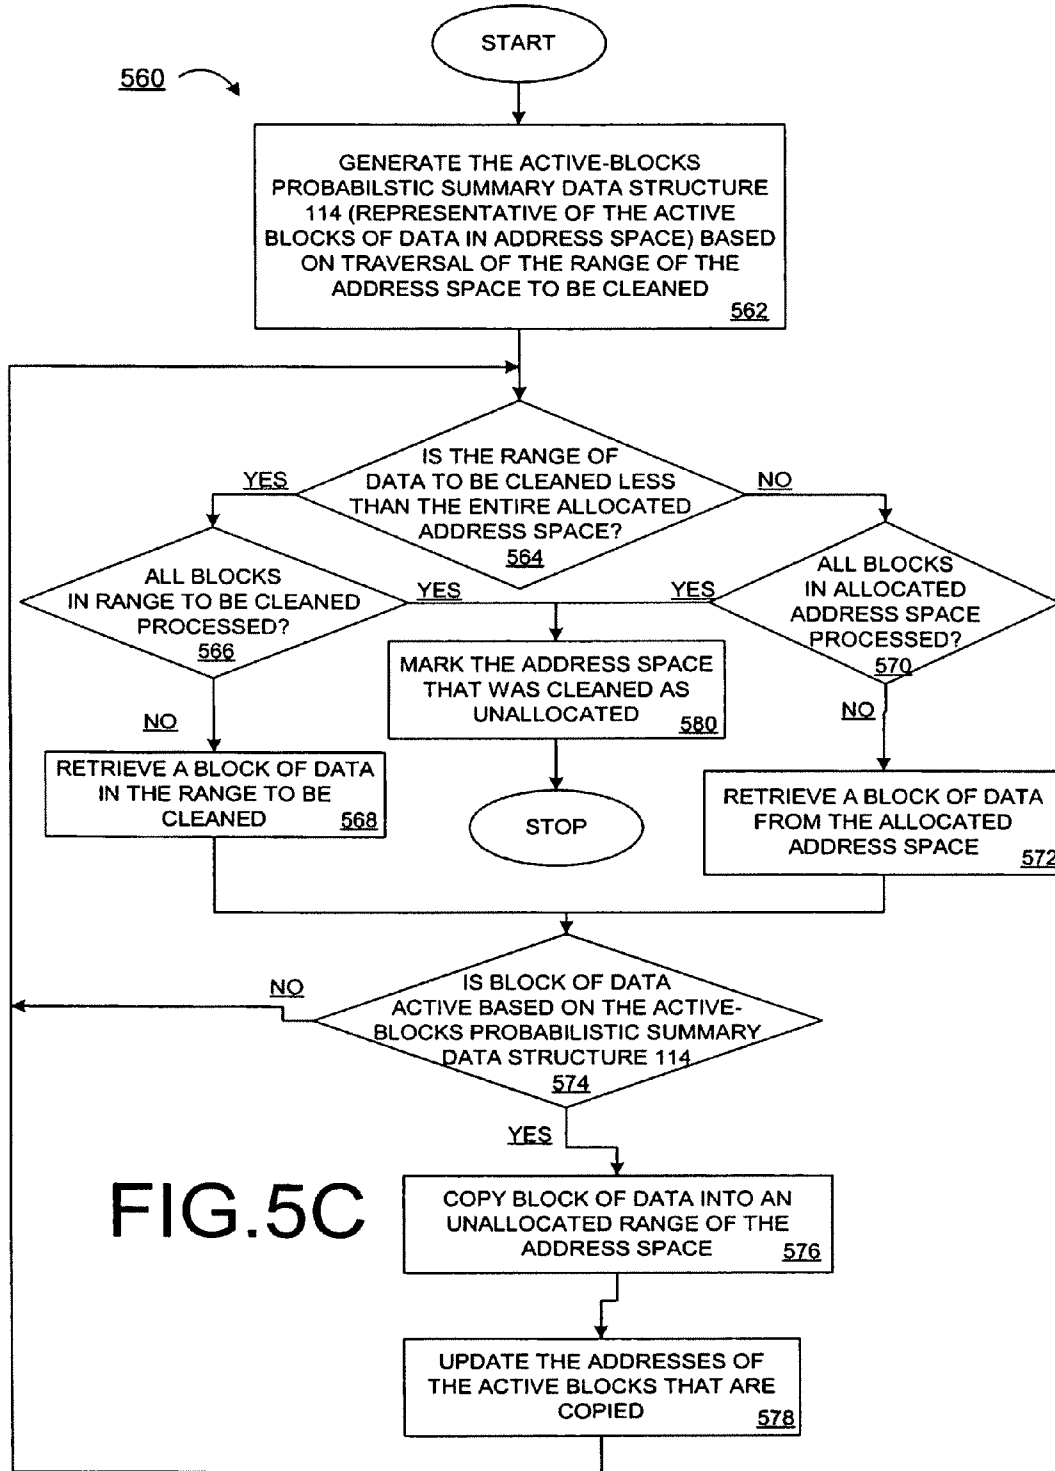 START
560
GENERATE THE ACTIVE-BLOCKS
PROBABILSTIC SUMMARY DATA STRUCTURE
114 (REPRESENTATIVE OF THE ACTIVE
BLOCKS OF DATA IN ADDRESS SPACE) BASED
ON TRAVERSAL OF THE RANGE OF THE
ADDRESS SPACE TO BE CLEANED
562
IS THE RANGE OF
DATA TO BE CLEANED LESS
THAN THE ENTIRE ALLOCATED
ADDRESS SPACE?
564
YES
NO
ALL BLOCKS
IN RANGE TO BE CLEANED
PROCESSED?
566
YES
YES
ALL BLOCKS
IN ALLOCATED
ADDRESS SPACE
PROCESSED?
570
MARK THE ADDRESS SPACE
THAT WAS CLEANED AS
UNALLOCATED
580
NO
NO
RETRIEVE A BLOCK OF DATA
IN THE RANGE TO BE
CLEANED
568
STOP
RETRIEVE A BLOCK OF DATA
FROM THE ALLOCATED
ADDRESS SPACE
572
IS BLOCK OF DATA
ACTIVE BASED ON THE ACTIVE-
BLOCKS PROBABILISTIC SUMMARY
DATA STRUCTURE 114
574
NO
YES
COPY BLOCK OF DATA INTO AN
UNALLOCATED RANGE OF THE
ADDRESS SPACE
576
FIG.5C
UPDATE THE ADDRESSES OF
THE ACTIVE BLOCKS THAT ARE
COPIED
578